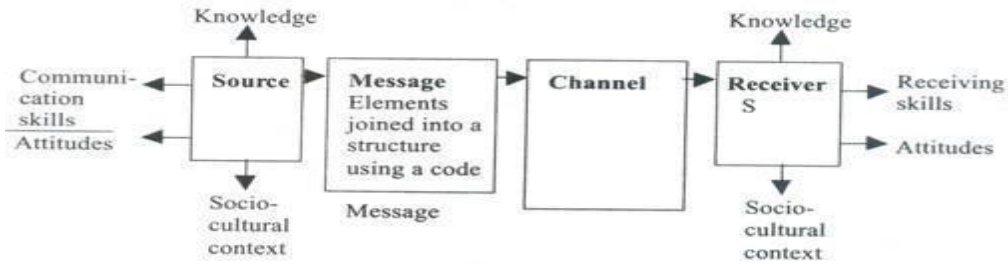 Knowledge
Knowledge
Communi-
cation
skills
Attitudes
Source
Message
Elements
joined into a
structure
using a code
Channel
Receiver
S
Receiving
skills
Attitudes
Socio-
cultural
context
Message
Socio-
cultural
context